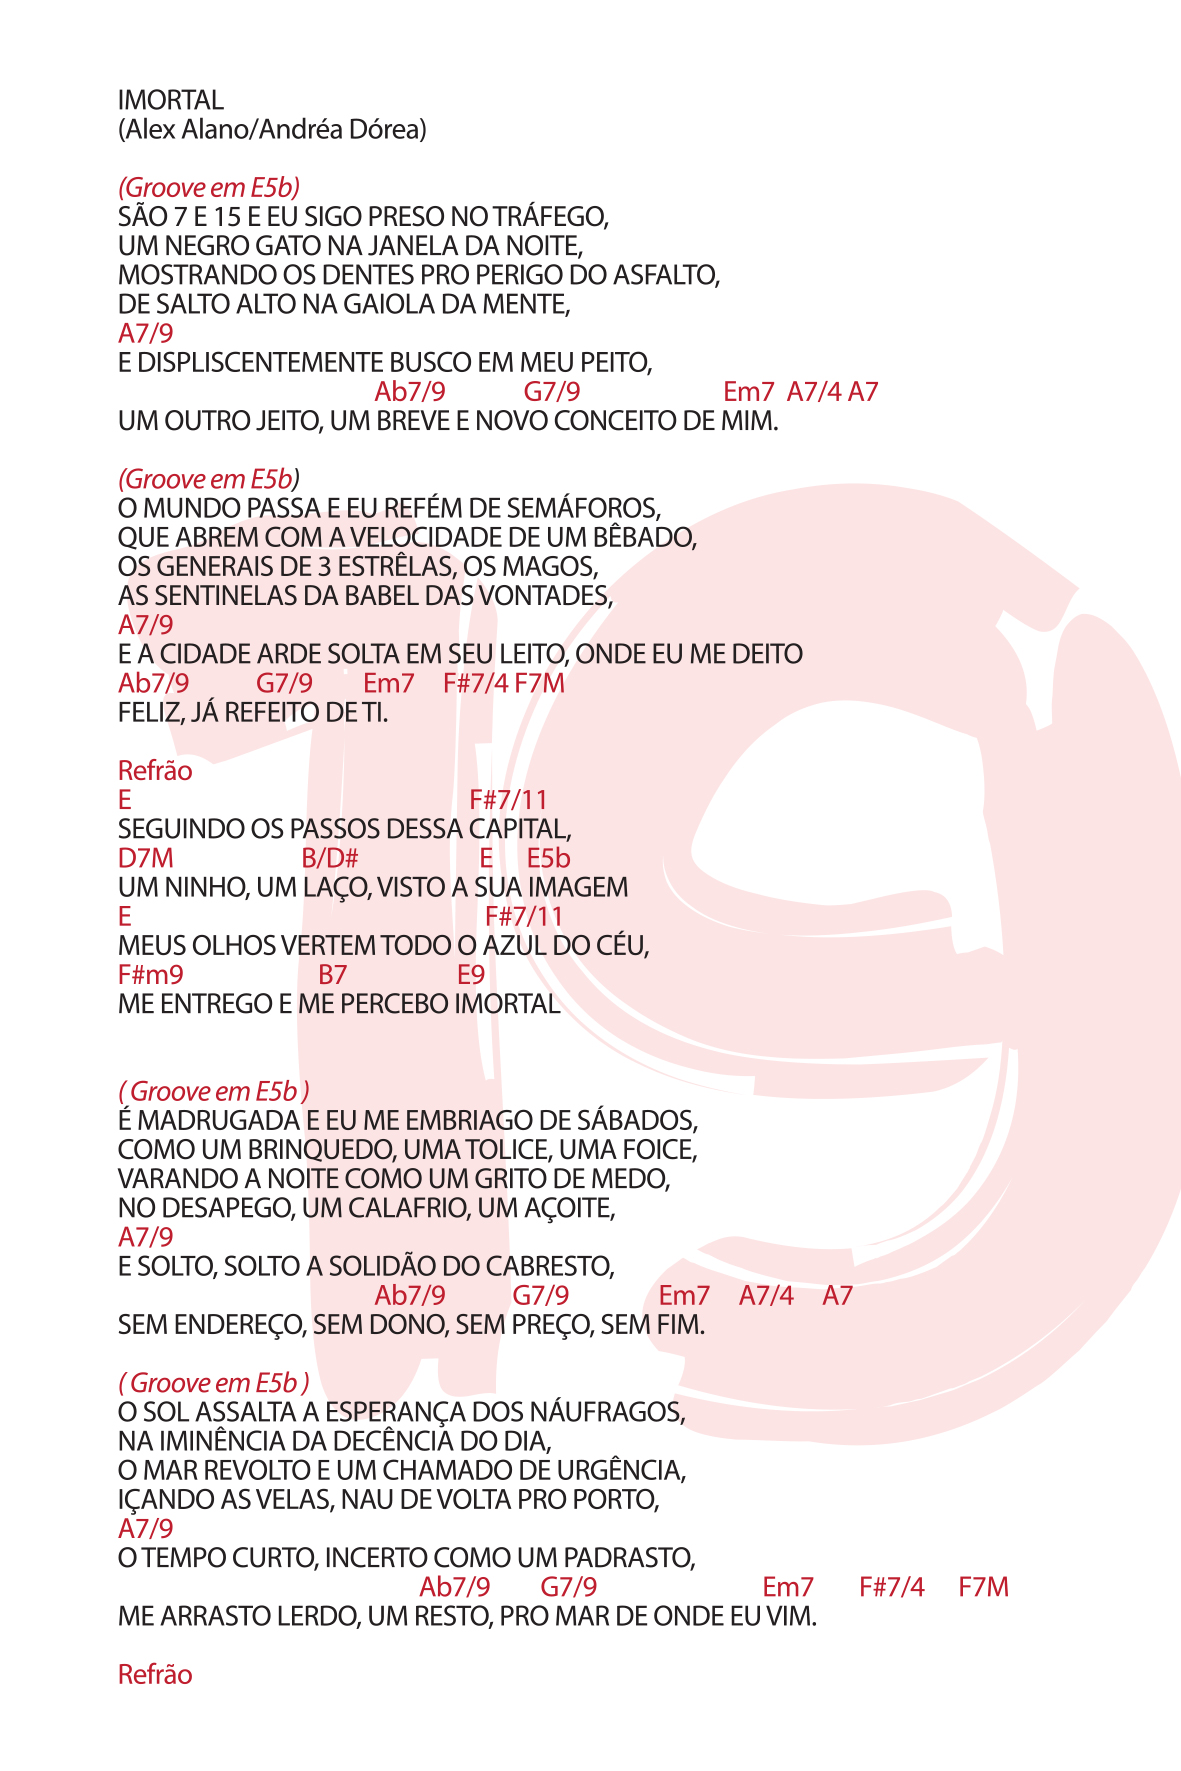 IMORTAL
(Alex Alano/Andréa Dórea)
(Groove em E5b)
SÃO 7 E 15 E EU SIGO PRESO NO TRÁFEGO,
UM NEGRO GATO NA JANELA DA NOITE,
MOSTRANDO OS DENTES PRO PERIGO DO ASFALTO,
DE SALTO ALTO NA GAIOLA DA MENTE,
A7/9
E DISPLISCENTEMENTE BUSCO EM MEU PEITO,
Ab7/9 G7/9 Em7 A7/4 A7
UM OUTRO JEITO, UM BREVE E NOVO CONCEITO DE MIM.
(Groove em E5b)
O MUNDO PASSA E EU REFÉM DE SEMÁFOROS,
QUE ABREM COM A VELOCIDADE DE UM BÊBADO,
OS GENERAIS DE 3 ESTRÊLAS, OS MAGOS,
AS SENTINELAS DA BABEL DAS VONTADES,
A7/9
E A CIDADE ARDE SOLTA EM SEU LEITO, ONDE EU ME DEITO
Ab7/9 G7/9 Em7 F#7/4 F7M
FELIZ, JÁ REFEITO DE TI.
Refrão
E F#7/11
SEGUINDO OS PASSOS DESSA CAPITAL,
D7M B/D# E E5b
UM NINHO, UM LAÇO, VISTO A SUA IMAGEM
E F#7/11
MEUS OLHOS VERTEM TODO O AZUL DO CÉU,
F#m9 B7 E9
ME ENTREGO E ME PERCEBO IMORTAL
( Groove em E5b )
É MADRUGADA E EU ME EMBRIAGO DE SÁBADOS,
COMO UM BRINQUEDO, UMA TOLICE, UMA FOICE,
VARANDO A NOITE COMO UM GRITO DE MEDO,
NO DESAPEGO, UM CALAFRIO, UM AÇOITE,
A7/9
E SOLTO, SOLTO A SOLIDÃO DO CABRESTO,
Ab7/9 G7/9 Em7 A7/4 A7
SEM ENDEREÇO, SEM DONO, SEM PREÇO, SEM FIM.
( Groove em E5b )
O SOL ASSALTA A ESPERANÇA DOS NÁUFRAGOS,
NA IMINÊNCIA DA DECÊNCIA DO DIA,
O MAR REVOLTO E UM CHAMADO DE URGÊNCIA,
IÇANDO AS VELAS, NAU DE VOLTA PRO PORTO,
A7/9
O TEMPO CURTO, INCERTO COMO UM PADRASTO,
Ab7/9 G7/9 Em7 F#7/4 F7M
ME ARRASTO LERDO, UM RESTO, PRO MAR DE ONDE EU VIM.
Refrão
19